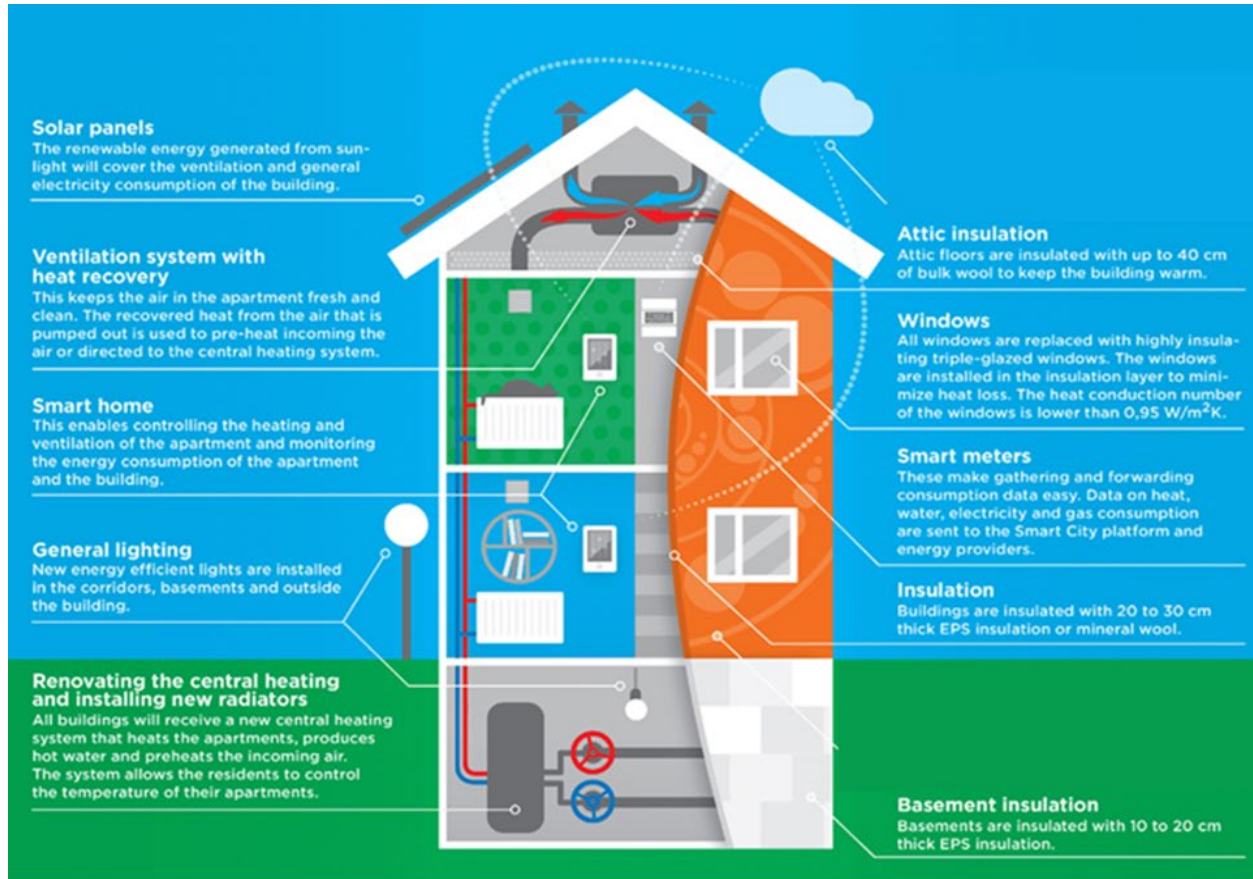 Solar panels
The renewable energy generated from sun-
light will cover the ventilation and general
electricity consumption of the building.
Ventilation system with
heat recovery
This keeps the air in the apartment fresh and
clean. The recovered heat from the air that is
pumped out is used to pre-heat incoming the
air or directed to the central heating system.
Smart home
This enables controlling the heating and
ventilation of the apartment and monitoring
the energy consumption of the apartment
and the building.
General lighting
New energy efficient lights are installed
in the corridors, basements and outside
the building.
Renovating the central heating
and installing new radiators
All buildings will receive a new central heating
system that heats the apartments, produces
hot water and preheats the incoming air.
The system allows the residents to control
the temperature of their apartments.
Attic insulation
Attic floors are insulated with up to 40 cm
of bulk wool to keep the building warm.
Windows
All windows are replaced with highly insula-
ting triple-glazed windows. The windows
are installed in the insulation layer to mini-
mize heat loss. The heat conduction number
of the windows is lower than 0,95 W/m²K.
Smart meters
These make gathering and forwarding
consumption data easy. Data on heat,
water, electricity and gas consumption
are sent to the Smart City platform and
energy providers.
Insulation
Buildings are insulated with 20 to 30 cm
thick EPS insulation or mineral wool.
Basement insulation
Basements are insulated with 10 to 20 cm
thick EPS insulation.